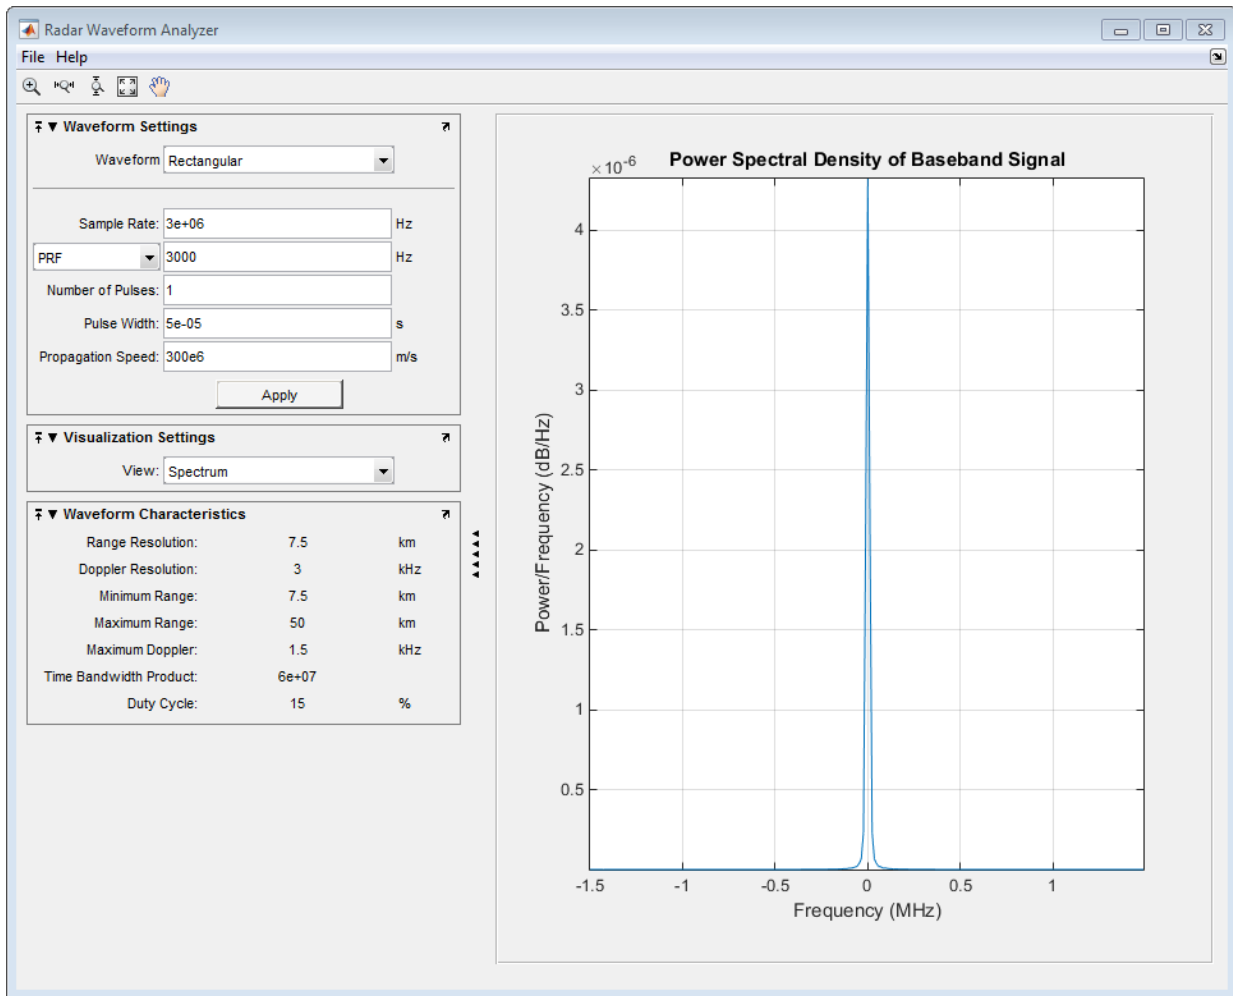 Radar Waveform Analyzer
File Help
Waveform Settings
Waveform Rectangular
Sample Rate: 3e+06 Hz
PRF 3000 Hz
Number of Pulses: 1
Pulse Width: 5e-05 s
Propagation Speed: 300e6 m/s
Apply
Visualization Settings
View: Spectrum
Waveform Characteristics
Range Resolution: 7.5 km
Doppler Resolution: 3 kHz
Minimum Range: 7.5 km
Maximum Range: 50 km
Maximum Doppler: 1.5 kHz
Time Bandwidth Product: 6e+07
Duty Cycle: 15 %
Power Spectral Density of Baseband Signal
×10⁻⁶
4
3.5
3
2.5
2
1.5
1
0.5
Power/Frequency (dB/Hz)
-1.5 -1 -0.5 0 0.5 1
Frequency (MHz)